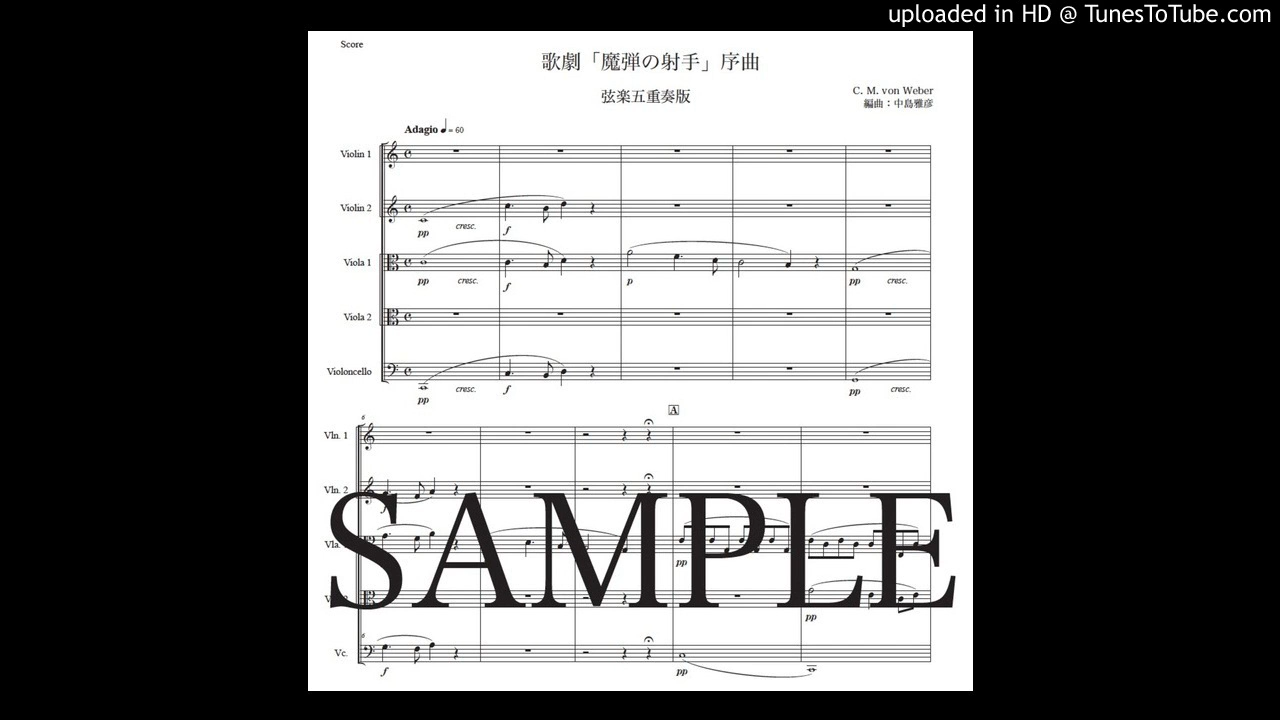 uploaded in HD @ TunesToTube.com
Score
歌劇「魔弾の射手」序曲
弦楽五重奏版
C. M. von Weber
編曲：中島雅彦
Adagio ♩ = 60
Violin 1
Violin 2
pp cresc. f
Viola 1
pp cresc. f p pp cresc.
Viola 2
Violoncello
pp cresc. f pp cresc.
A
6
Vln. 1
Vln. 2
f
Vla.
pp
SAMPLE
pp
6
Vc.
f pp